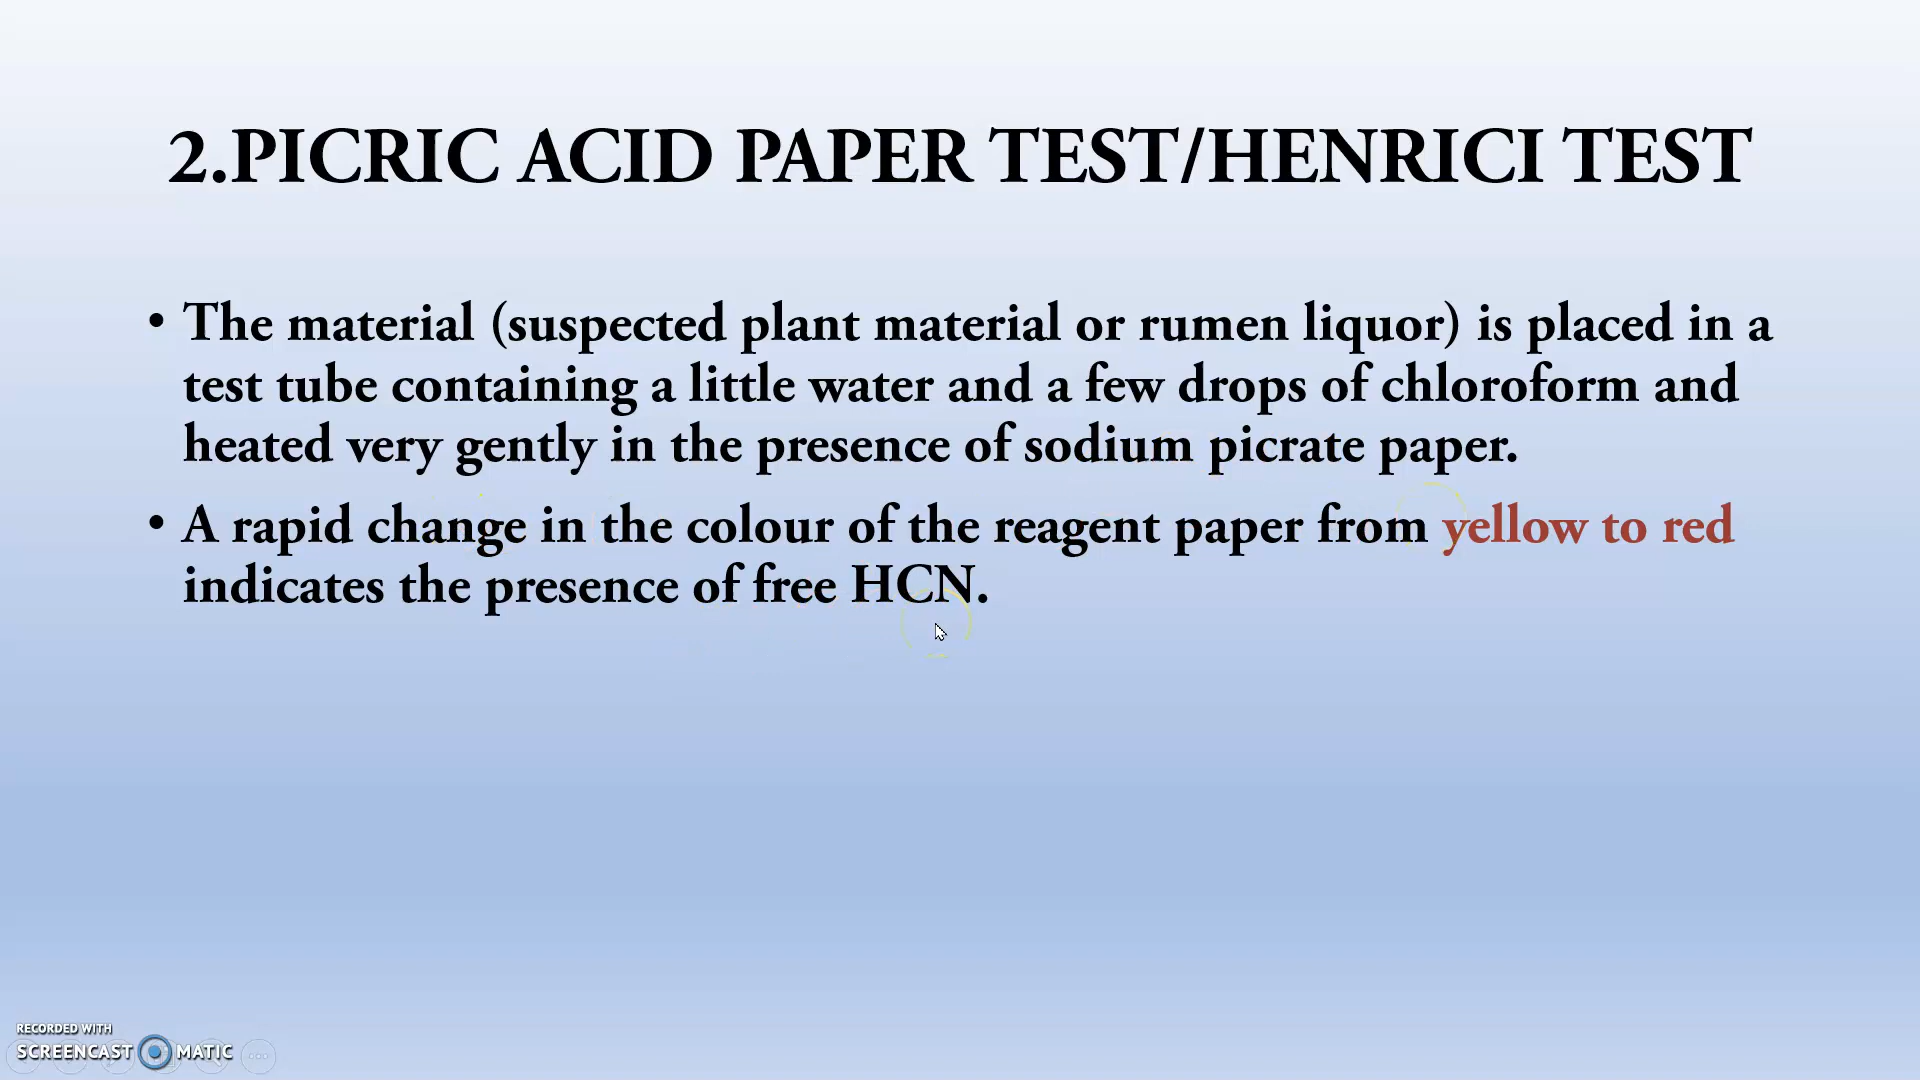 2.PICRIC ACID PAPER TEST/HENRICI TEST
• The material (suspected plant material or rumen liquor) is placed in a
test tube containing a little water and a few drops of chloroform and
heated very gently in the presence of sodium picrate paper.
• A rapid change in the colour of the reagent paper from yellow to red
indicates the presence of free HCN.
RECORDED WITH
SCREENCAST MATIC